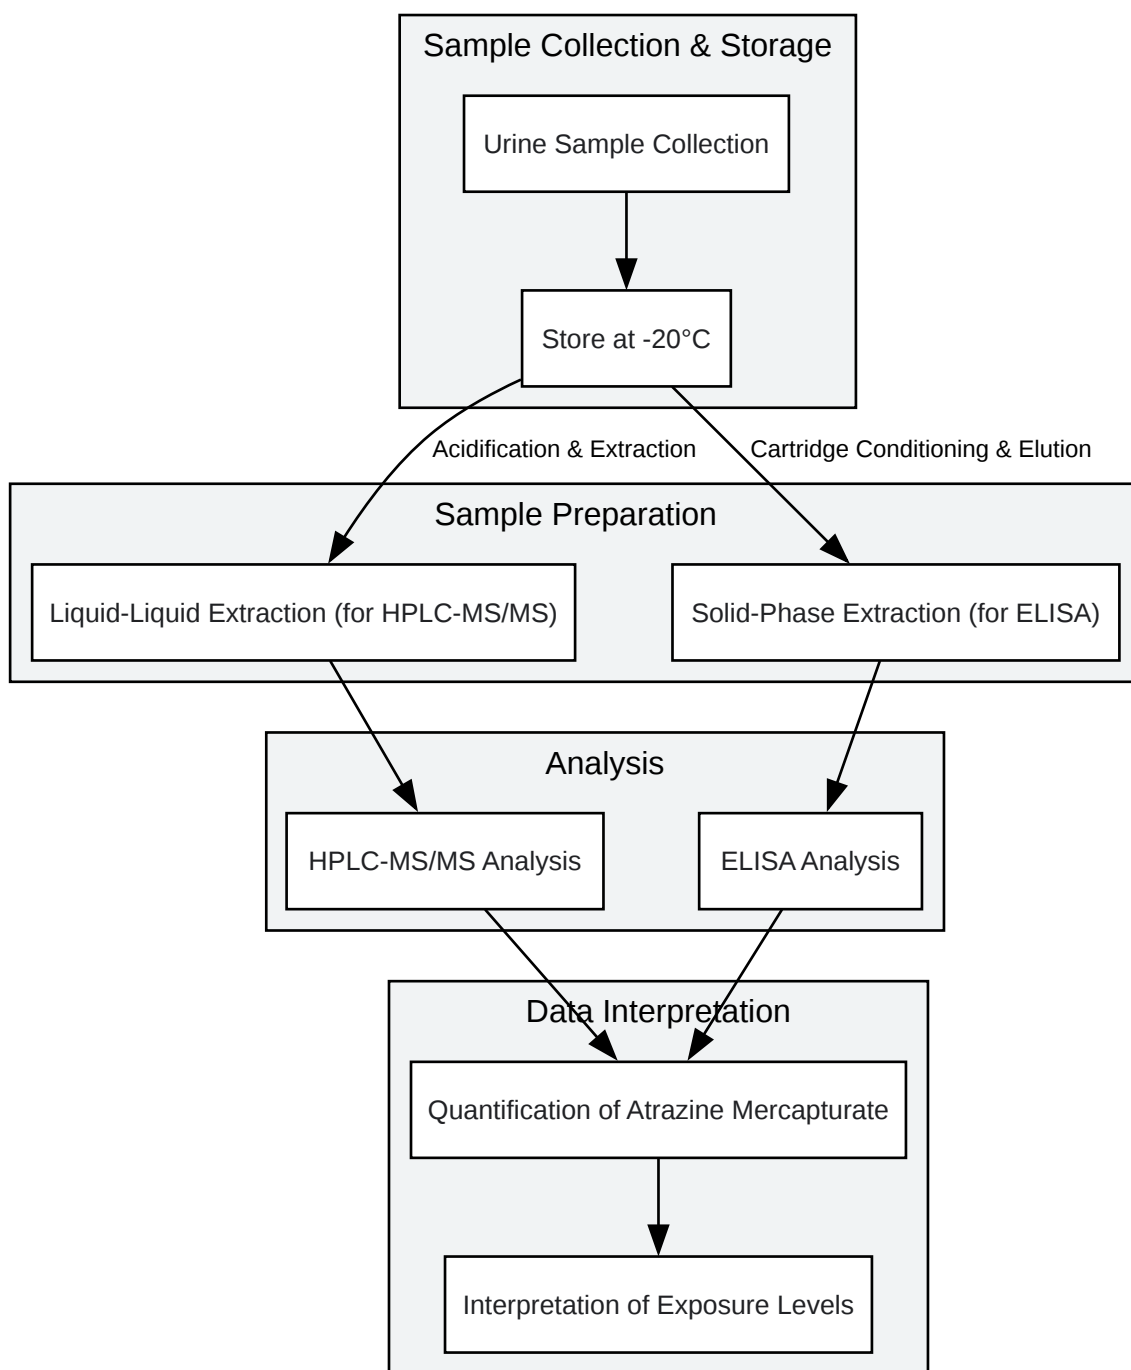 Sample Collection & Storage
Urine Sample Collection
Store at -20°C
Acidification & Extraction
Cartridge Conditioning & Elution
Sample Preparation
Liquid-Liquid Extraction (for HPLC-MS/MS)
Solid-Phase Extraction (for ELISA)
Analysis
HPLC-MS/MS Analysis
ELISA Analysis
Data Interpretation
Quantification of Atrazine Mercapturate
Interpretation of Exposure Levels